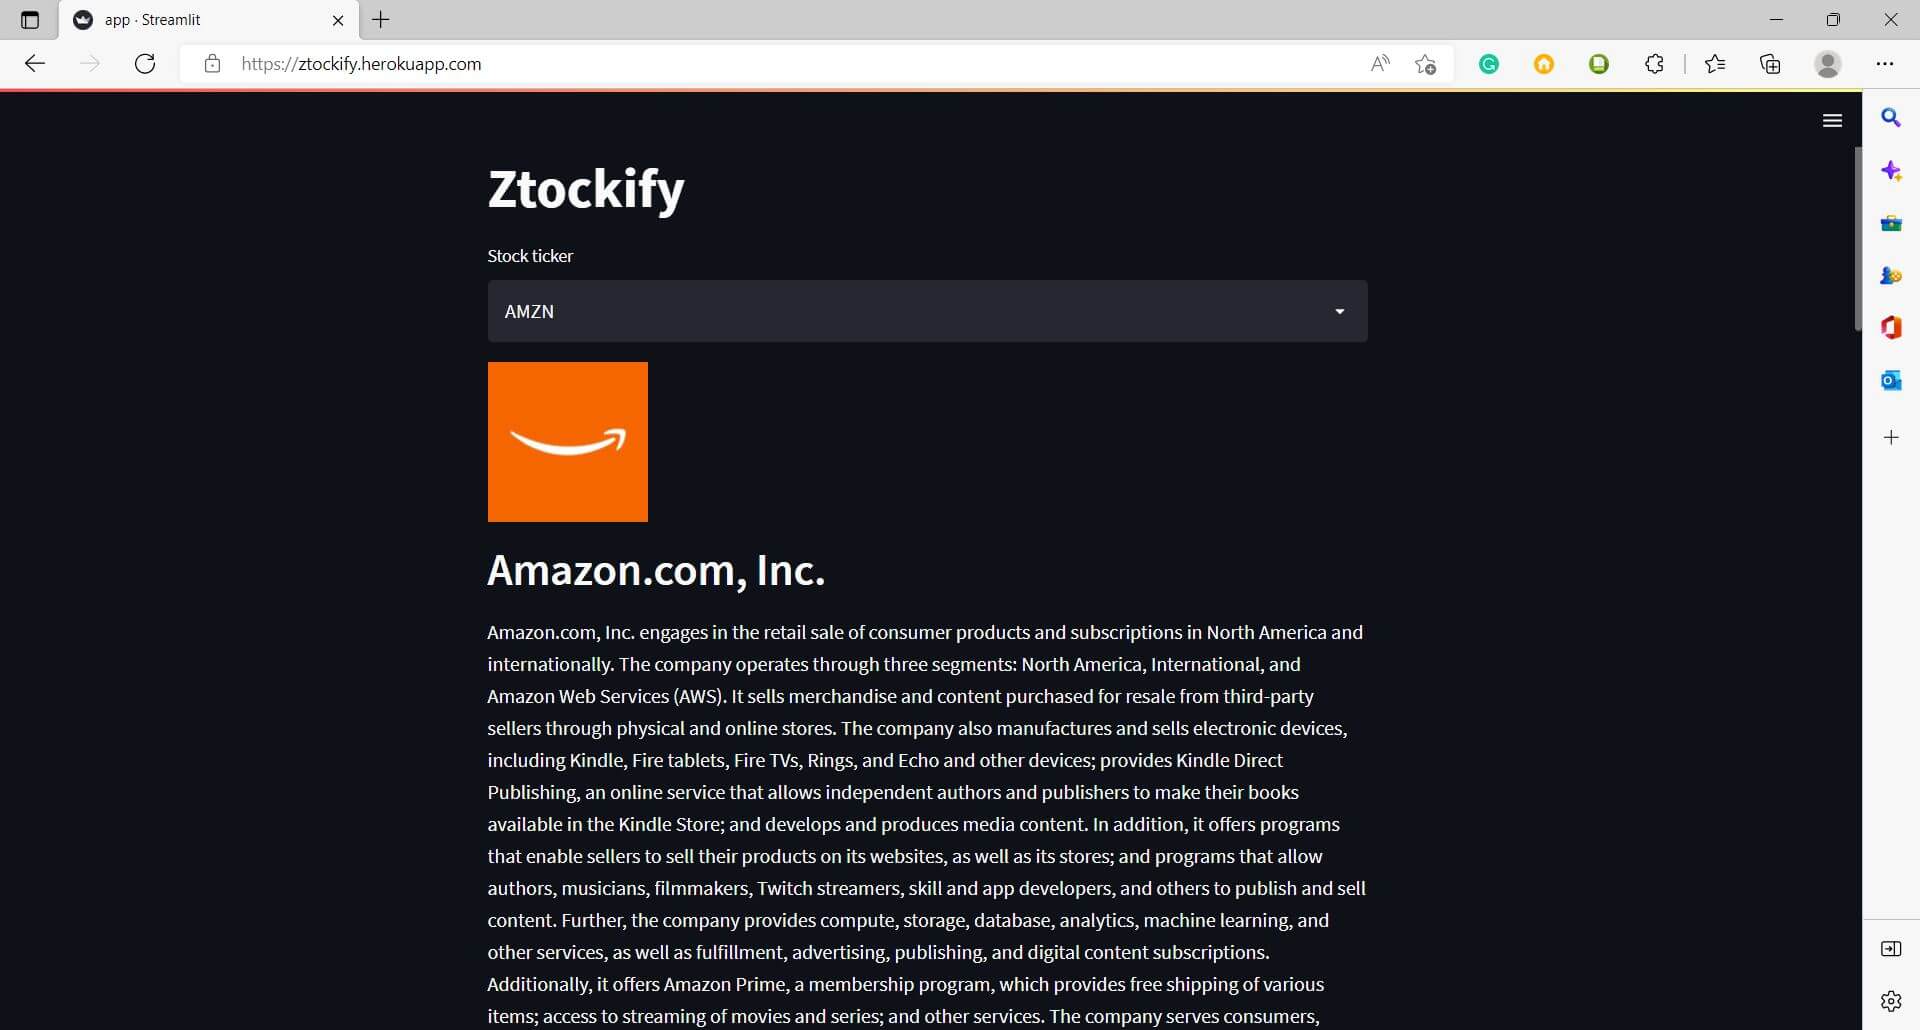 app · Streamlit
https://ztockify.herokuapp.com
Ztockify
Stock ticker
AMZN
Amazon.com, Inc.
Amazon.com, Inc. engages in the retail sale of consumer products and subscriptions in North America and
internationally. The company operates through three segments: North America, International, and
Amazon Web Services (AWS). It sells merchandise and content purchased for resale from third-party
sellers through physical and online stores. The company also manufactures and sells electronic devices,
including Kindle, Fire tablets, Fire TVs, Rings, and Echo and other devices; provides Kindle Direct
Publishing, an online service that allows independent authors and publishers to make their books
available in the Kindle Store; and develops and produces media content. In addition, it offers programs
that enable sellers to sell their products on its websites, as well as its stores; and programs that allow
authors, musicians, filmmakers, Twitch streamers, skill and app developers, and others to publish and sell
content. Further, the company provides compute, storage, database, analytics, machine learning, and
other services, as well as fulfillment, advertising, publishing, and digital content subscriptions.
Additionally, it offers Amazon Prime, a membership program, which provides free shipping of various
items; access to streaming of movies and series; and other services. The company serves consumers,